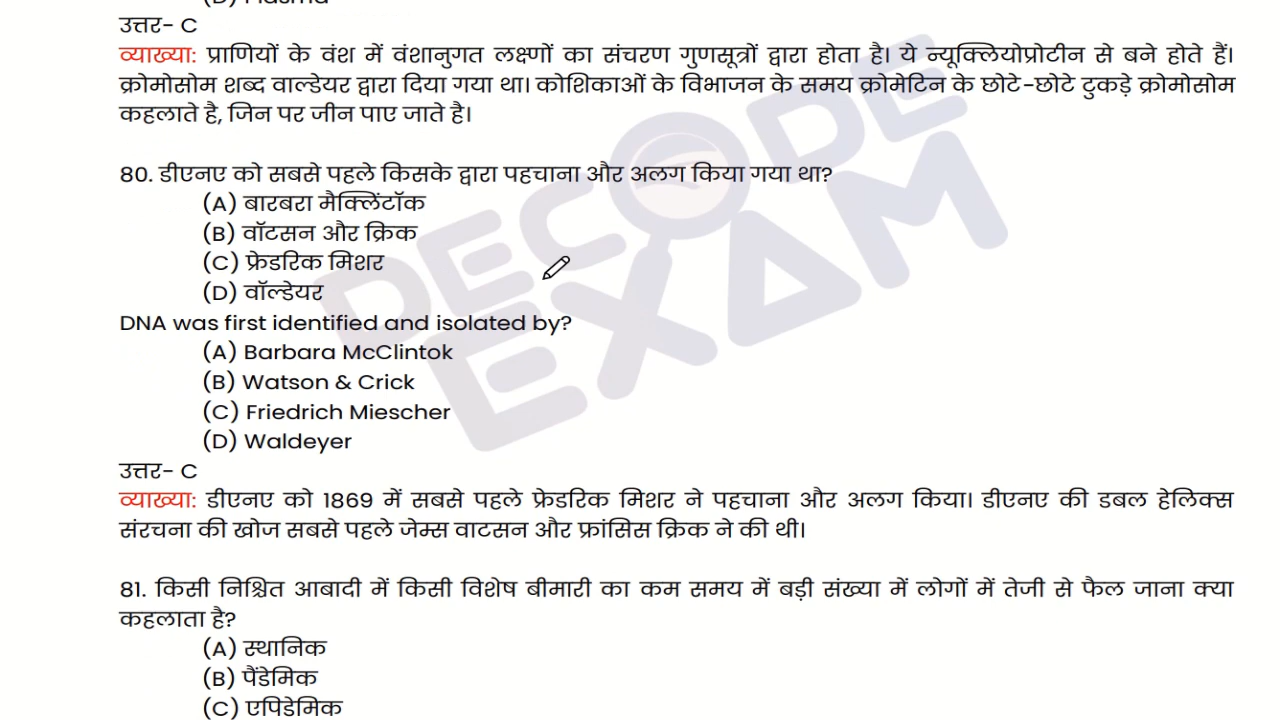 (D) Plasma
उत्तर- C
व्याख्या: प्राणियों के वंश में वंशानुगत लक्ष्णों का संचरण गुणसूत्रों द्वारा होता है। ये न्यूक्लियोप्रोटीन से बने होते हैं।
क्रोमोसोम शब्द वाल्डेयर द्वारा दिया गया था। कोशिकाओं के विभाजन के समय क्रोमेटिन के छोटे-छोटे टुकड़े क्रोमोसोम
कहलाते है, जिन पर जीन पाए जाते है।
80. डीएनए को सबसे पहले किसके द्वारा पहचाना और अलग किया गया था?
(A) बारबरा मैक्लिंटॉक
(B) वॉटसन और क्रिक
(C) फ्रेडरिक मिशर
(D) वॉल्डेयर
DNA was first identified and isolated by?
(A) Barbara McClintok
(B) Watson & Crick
(C) Friedrich Miescher
(D) Waldeyer
उत्तर- C
व्याख्या: डीएनए को 1869 में सबसे पहले फ्रेडरिक मिशर ने पहचाना और अलग किया। डीएनए की डबल हेलिक्स
संरचना की खोज सबसे पहले जेम्स वाटसन और फ्रांसिस क्रिक ने की थी।
81. किसी निश्चित आबादी में किसी विशेष बीमारी का कम समय में बड़ी संख्या में लोगों में तेजी से फैल जाना क्या
कहलाता है?
(A) स्थानिक
(B) पैंडेमिक
(C) एपिडेमिक
DECODE
EXAM